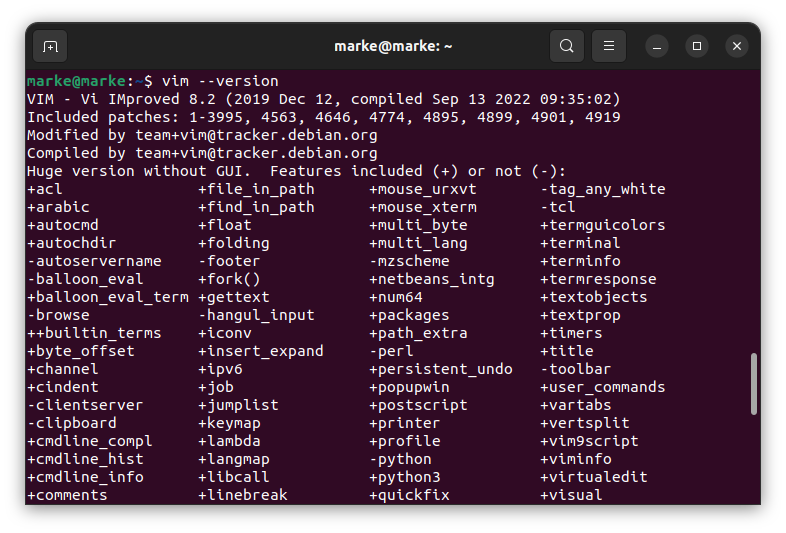 marke@marke: ~
marke@marke:~$ vim --version
VIM - Vi IMproved 8.2 (2019 Dec 12, compiled Sep 13 2022 09:35:02)
Included patches: 1-3995, 4563, 4646, 4774, 4895, 4899, 4901, 4919
Modified by team+vim@tracker.debian.org
Compiled by team+vim@tracker.debian.org
Huge version without GUI.  Features included (+) or not (-):
+acl               +file_in_path      +mouse_urxvt       -tag_any_white
+arabic            +find_in_path      +mouse_xterm       -tcl
+autocmd           +float             +multi_byte        +termguicolors
+autochdir         +folding           +multi_lang        +terminal
-autoservername    -footer            -mzscheme          +terminfo
-balloon_eval      +fork()            +netbeans_intg     +termresponse
+balloon_eval_term +gettext           +num64             +textobjects
-browse            -hangul_input      +packages          +textprop
++builtin_terms    +iconv             +path_extra        +timers
+byte_offset       +insert_expand     -perl              +title
+channel           +ipv6              +persistent_undo   -toolbar
+cindent           +job               +popupwin          +user_commands
-clientserver      +jumplist          +postscript        +vartabs
-clipboard         +keymap            +printer           +vertsplit
+cmdline_compl     +lambda            +profile           +vim9script
+cmdline_hist      +langmap           -python            +viminfo
+cmdline_info      +libcall           +python3           +virtualedit
+comments          +linebreak         +quickfix          +visual